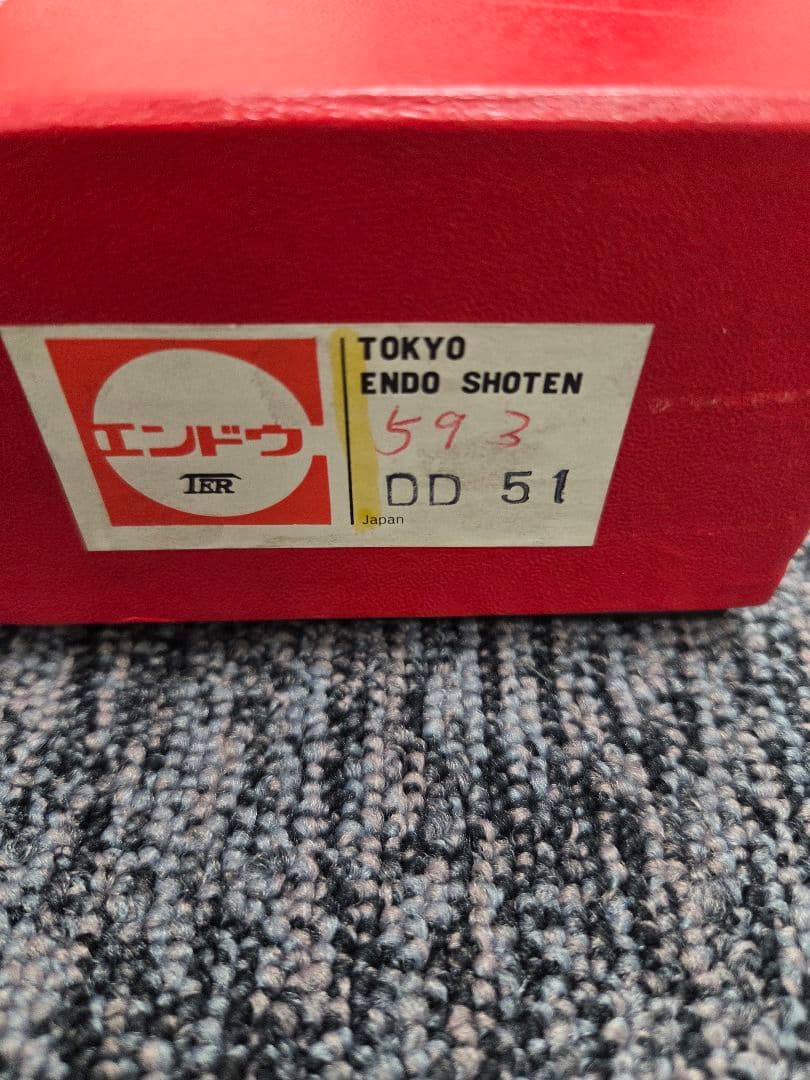 エンドウ
TER
TOKYO
ENDO SHOTEN
593
DD 51
Japan